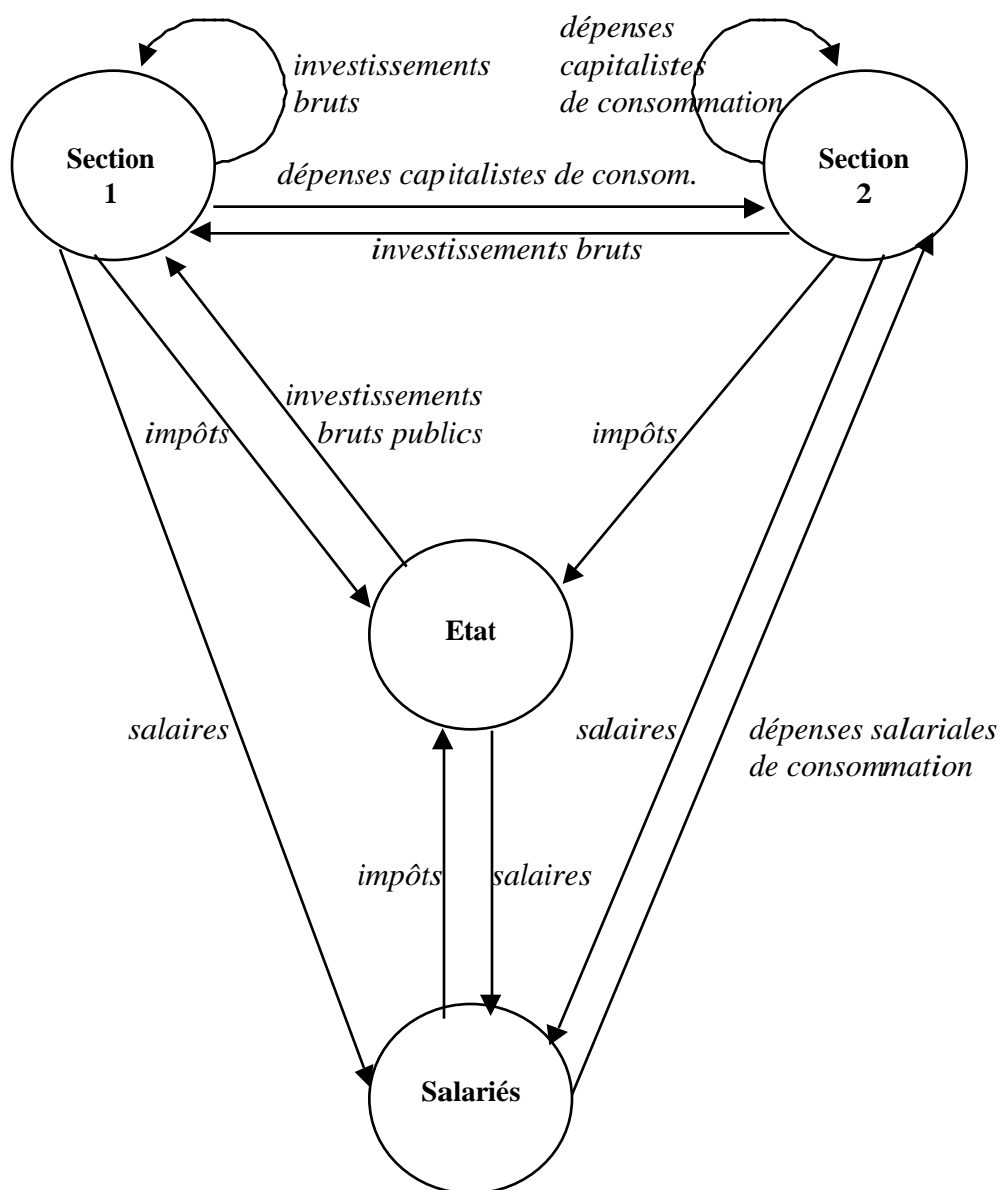 dépenses
capitalistes
de consommation
investissements
bruts
Section
1
Section
2
dépenses capitalistes de consom.
investissements bruts
investissements
bruts publics
impôts
impôts
Etat
salaires
salaires
dépenses salariales
de consommation
impôts
salaires
Salariés